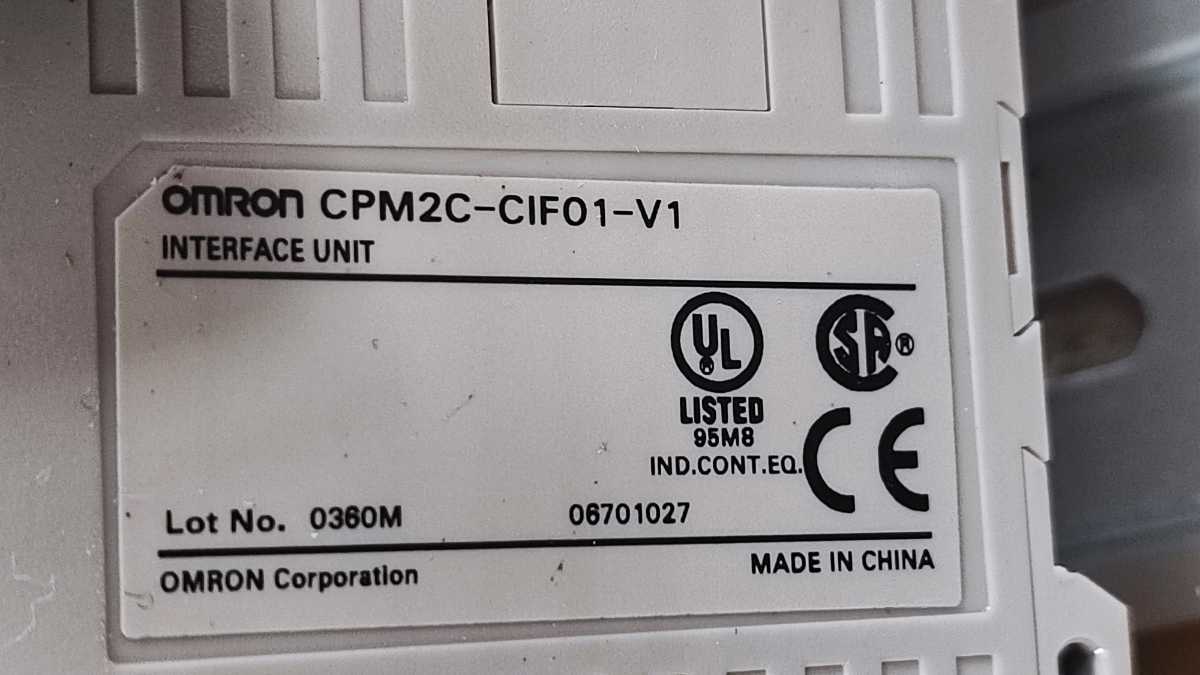 OMRON CPM2C-CIF01-V1
INTERFACE UNIT
UL
SA ®
LISTED
95M8
IND.CONT.EQ.
CE
Lot No. 0360M 06701027
OMRON Corporation MADE IN CHINA